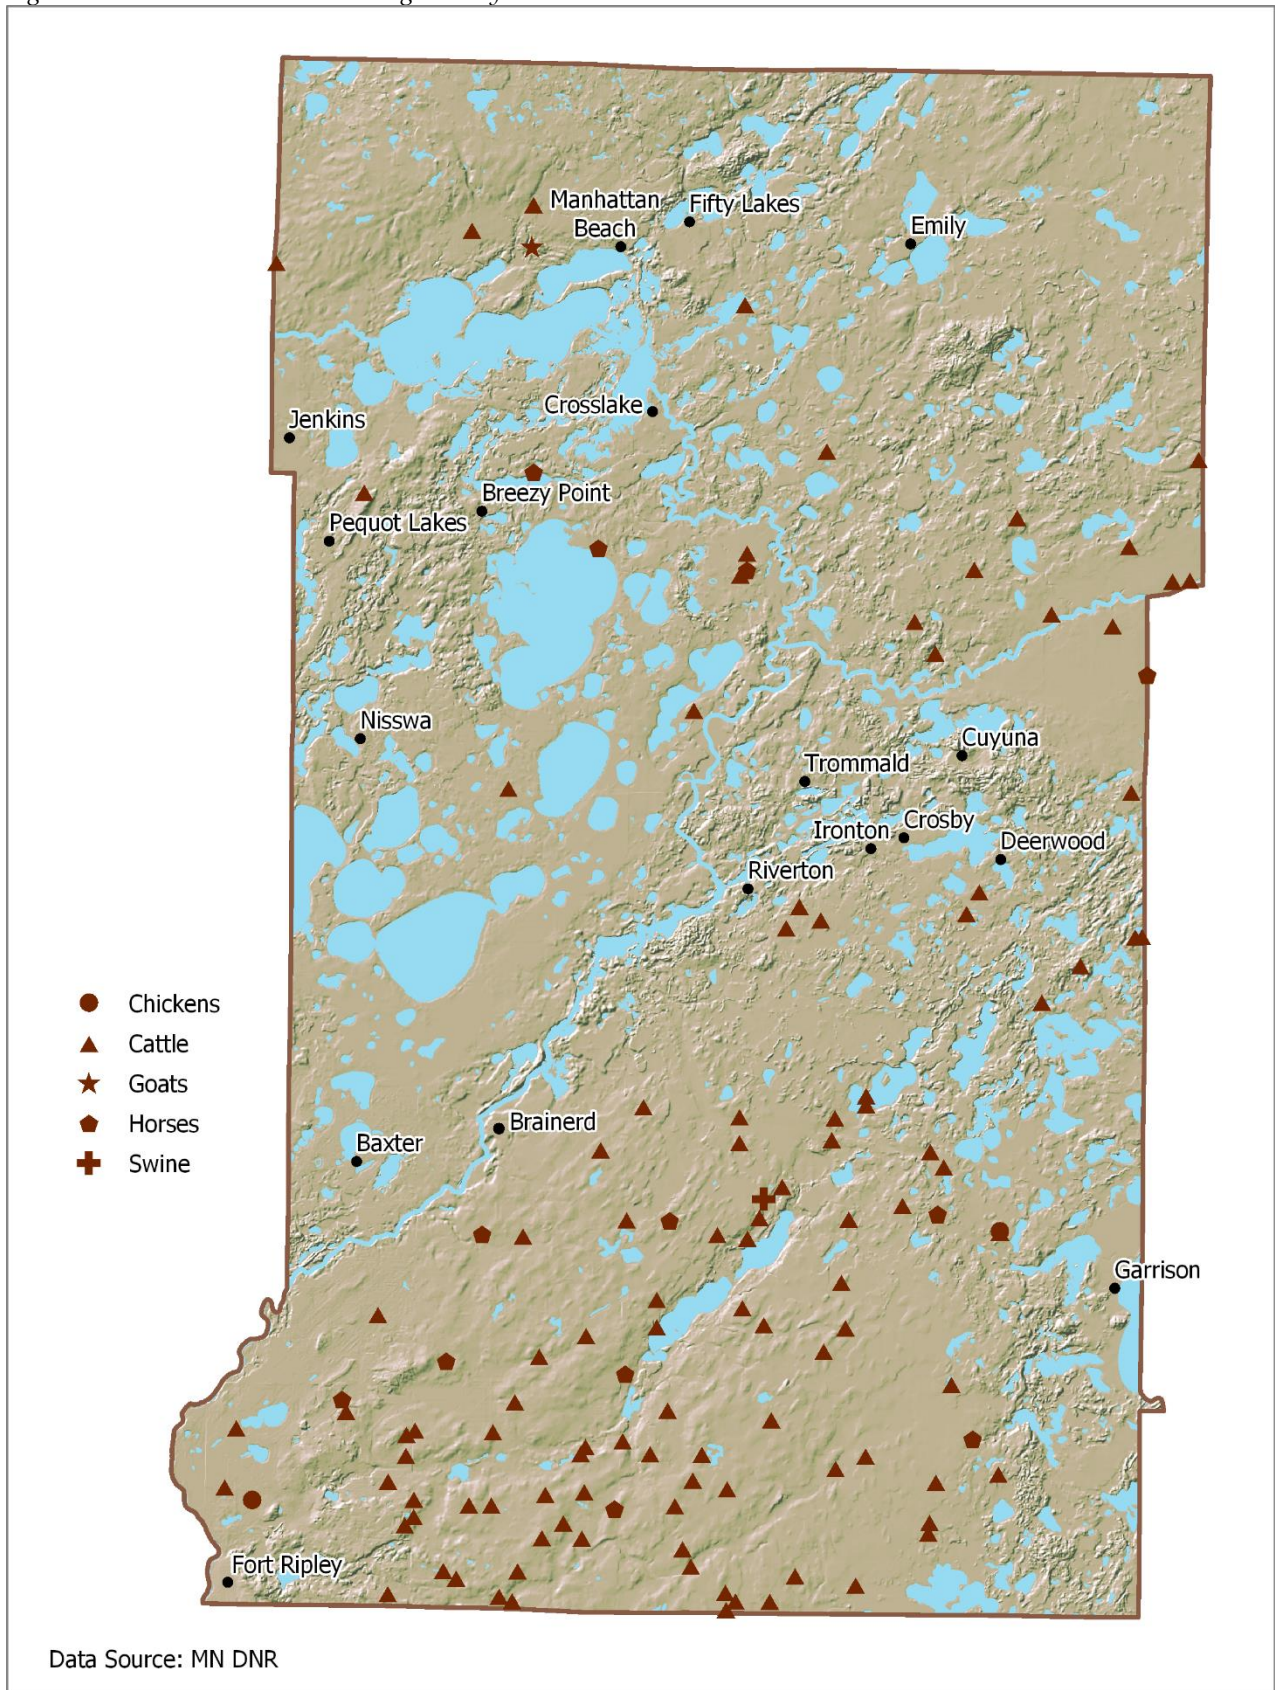 Manhattan
Beach
Fifty Lakes
Emily
Crosslake
Jenkins
Breezy Point
Pequot Lakes
Nisswa
Cuyuna
Trommald
Ironton
Crosby
Deerwood
Riverton
Chickens
Cattle
Goats
Horses
Swine
Brainerd
Baxter
Garrison
Fort Ripley
Data Source: MN DNR